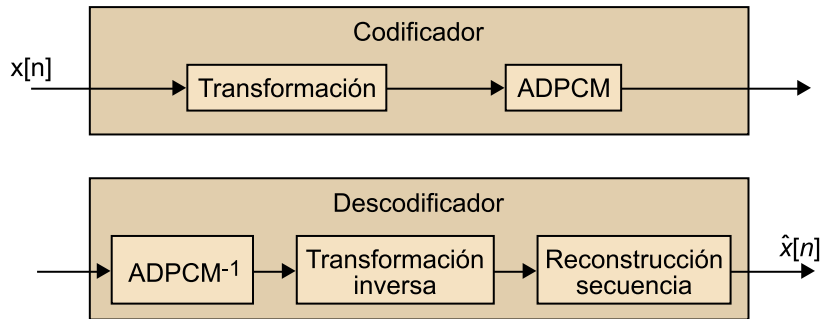 Codificador
x[n]
Transformación
ADPCM
Descodificador
ADPCM-1
Transformación
inversa
Reconstrucción
secuencia
x̂[n]